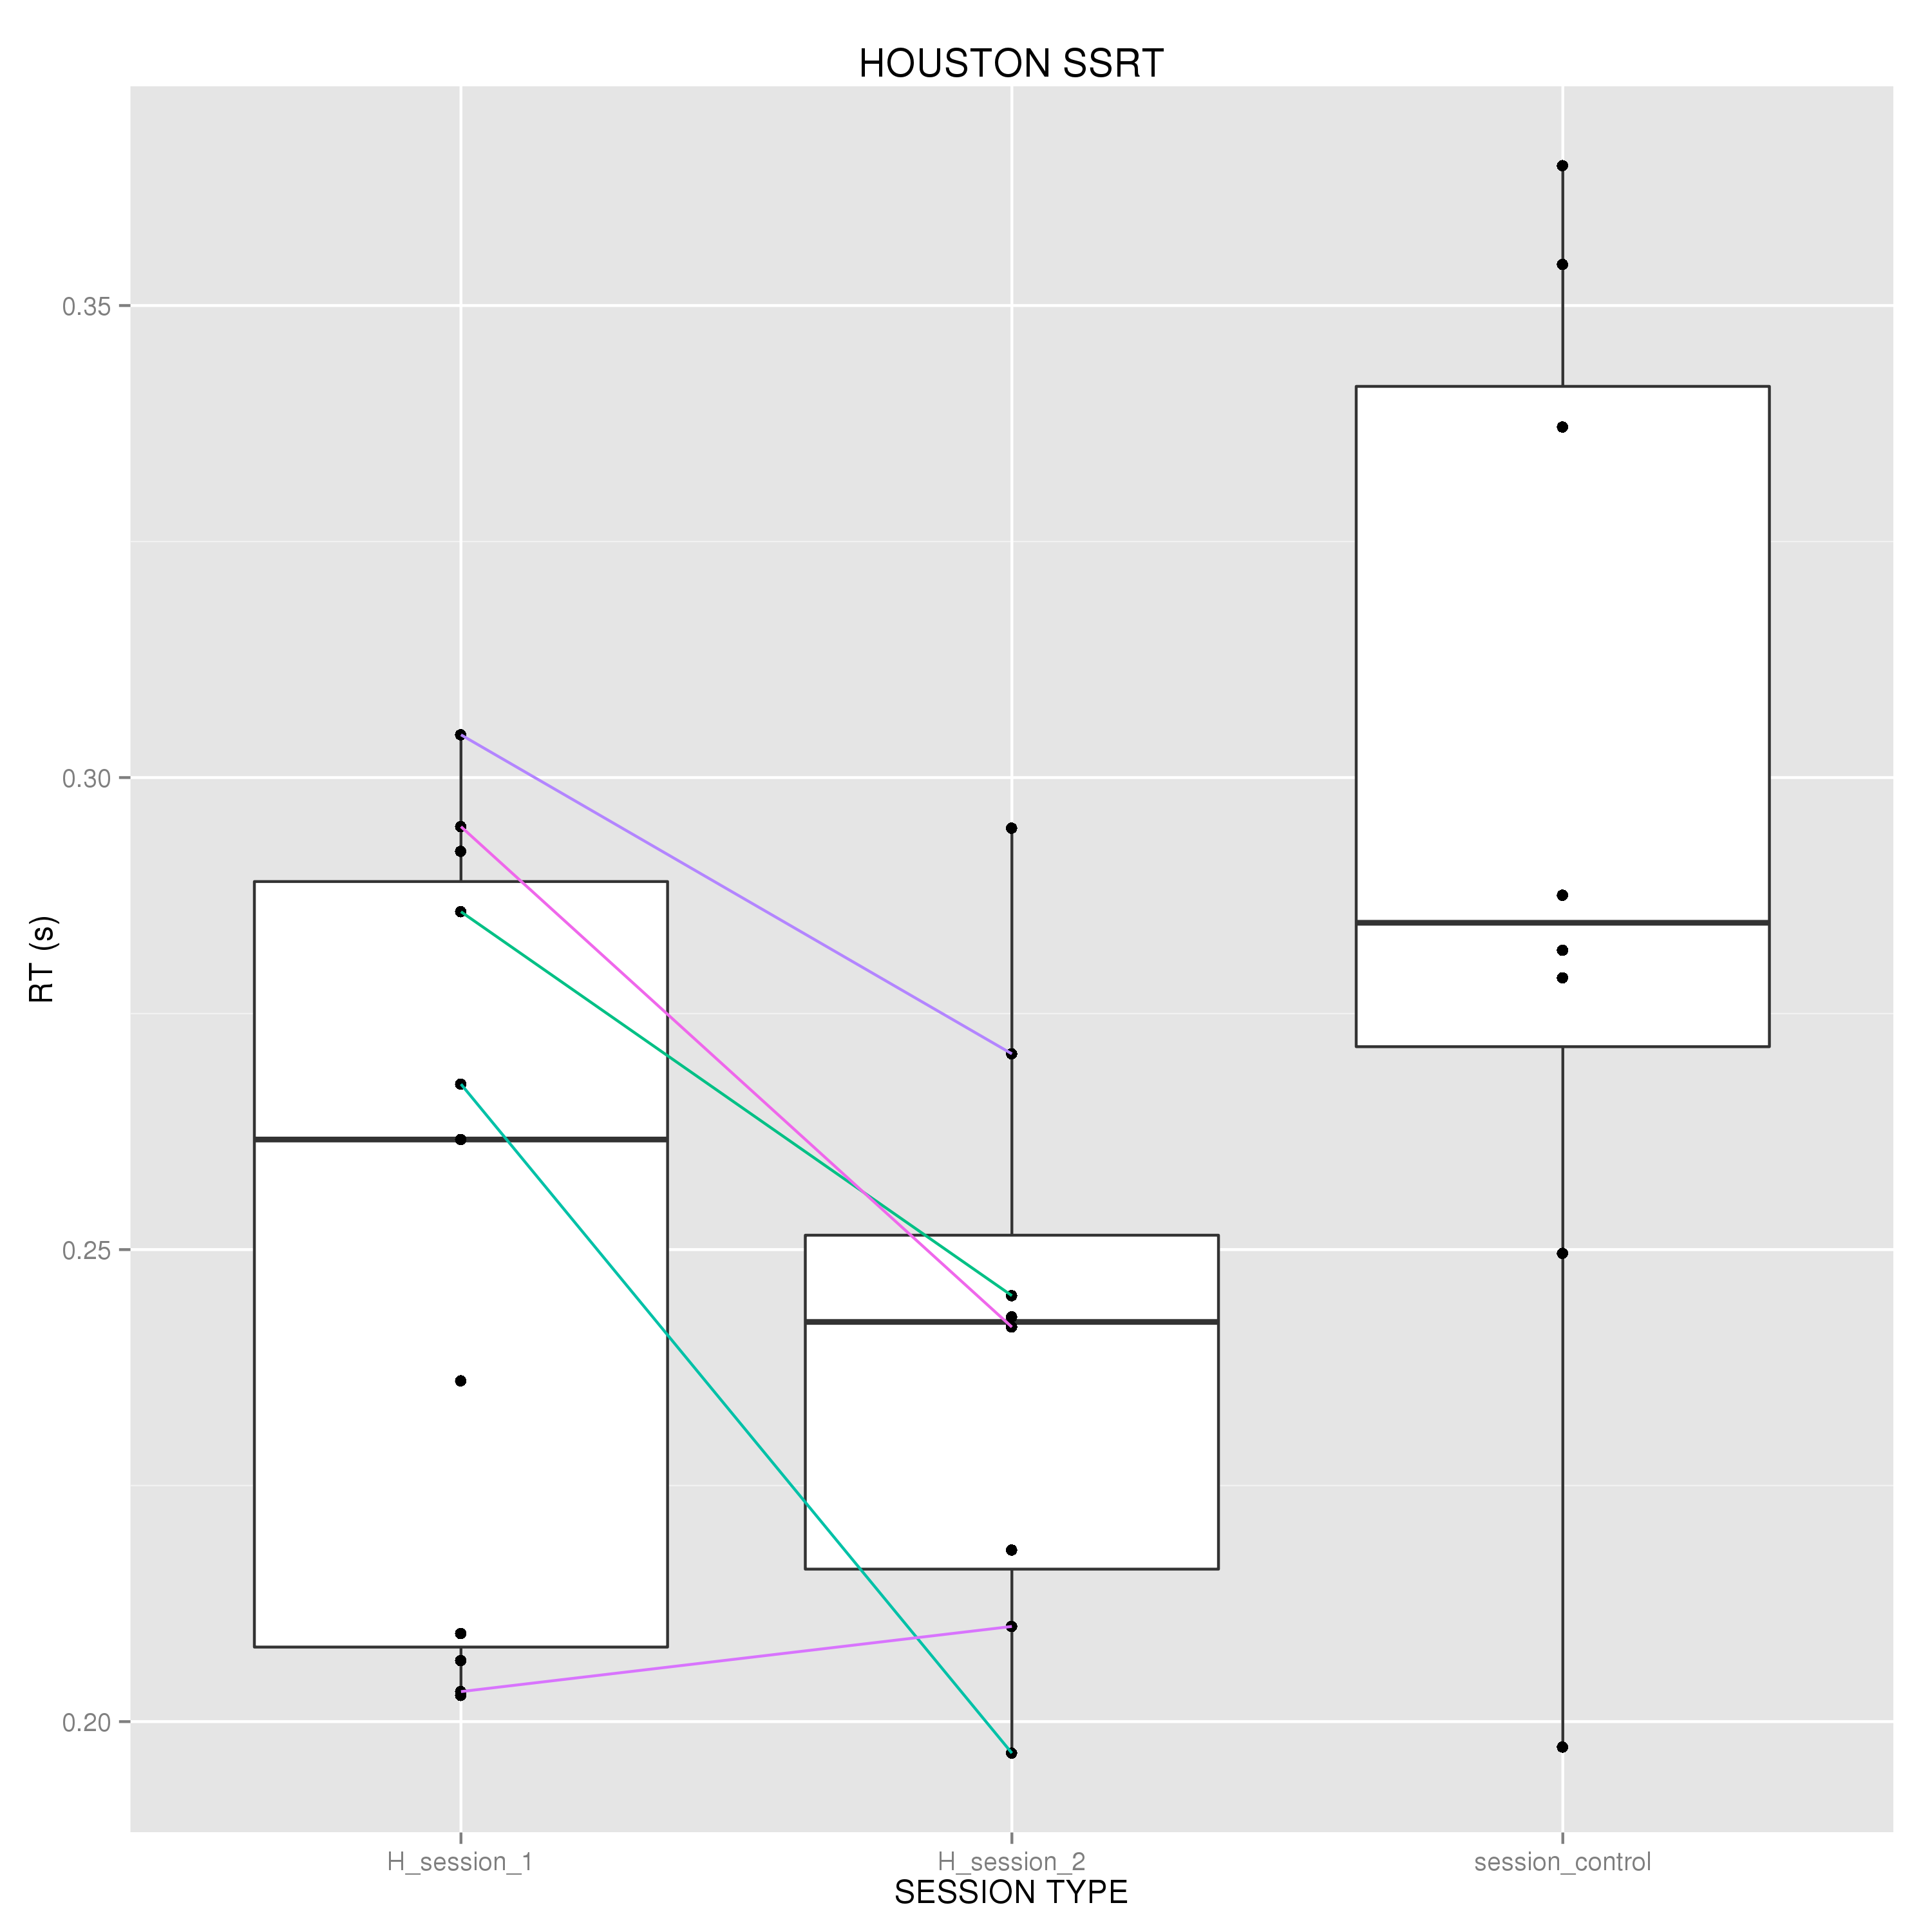 HOUSTON SSRT
RT (s)
0.35
0.30
0.25
0.20
H_session_1
H_session_2
session_control
SESSION TYPE